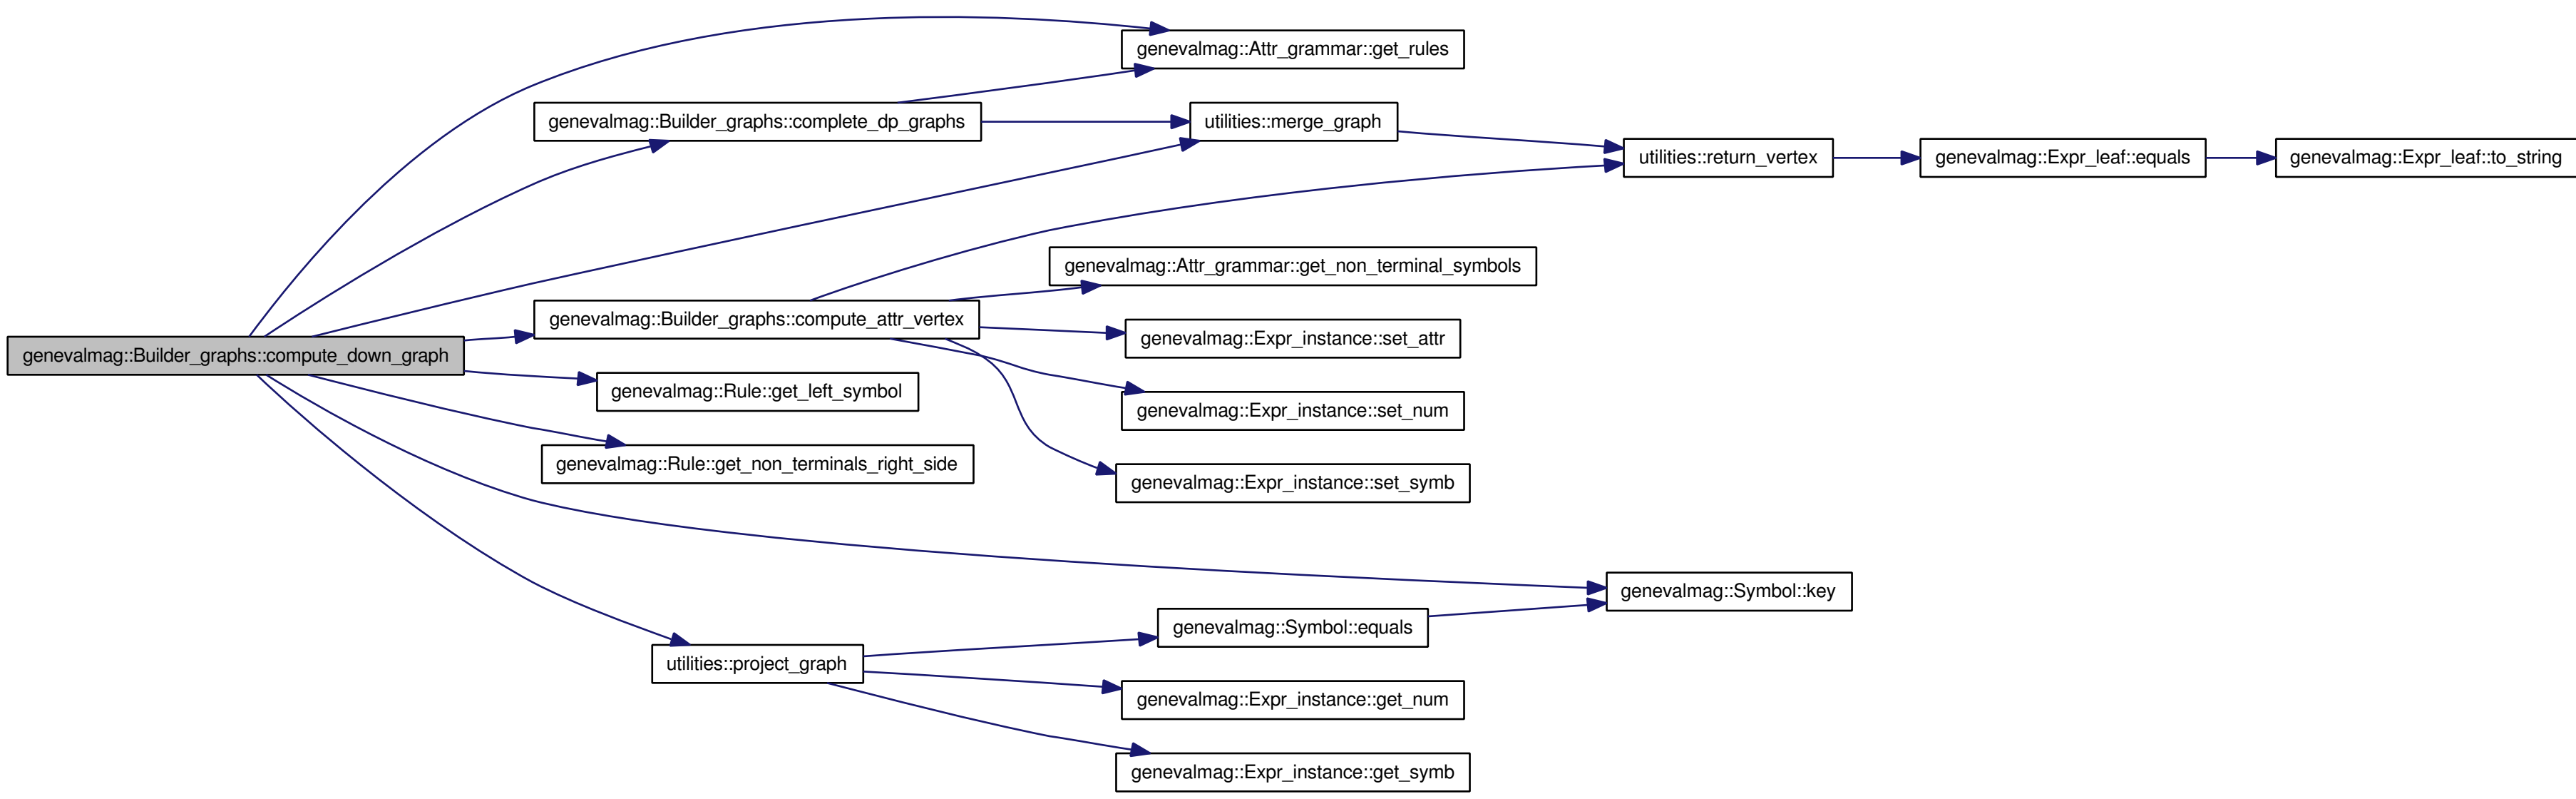 genevalmag::Attr_grammar::get_rules
genevalmag::Builder_graphs::complete_dp_graphs
utilities::merge_graph
utilities::return_vertex
genevalmag::Expr_leaf::equals
genevalmag::Expr_leaf::to_string
genevalmag::Attr_grammar::get_non_terminal_symbols
genevalmag::Builder_graphs::compute_attr_vertex
genevalmag::Expr_instance::set_attr
genevalmag::Builder_graphs::compute_down_graph
genevalmag::Rule::get_left_symbol
genevalmag::Expr_instance::set_num
genevalmag::Rule::get_non_terminals_right_side
genevalmag::Expr_instance::set_symb
genevalmag::Symbol::key
genevalmag::Symbol::equals
utilities::project_graph
genevalmag::Expr_instance::get_num
genevalmag::Expr_instance::get_symb